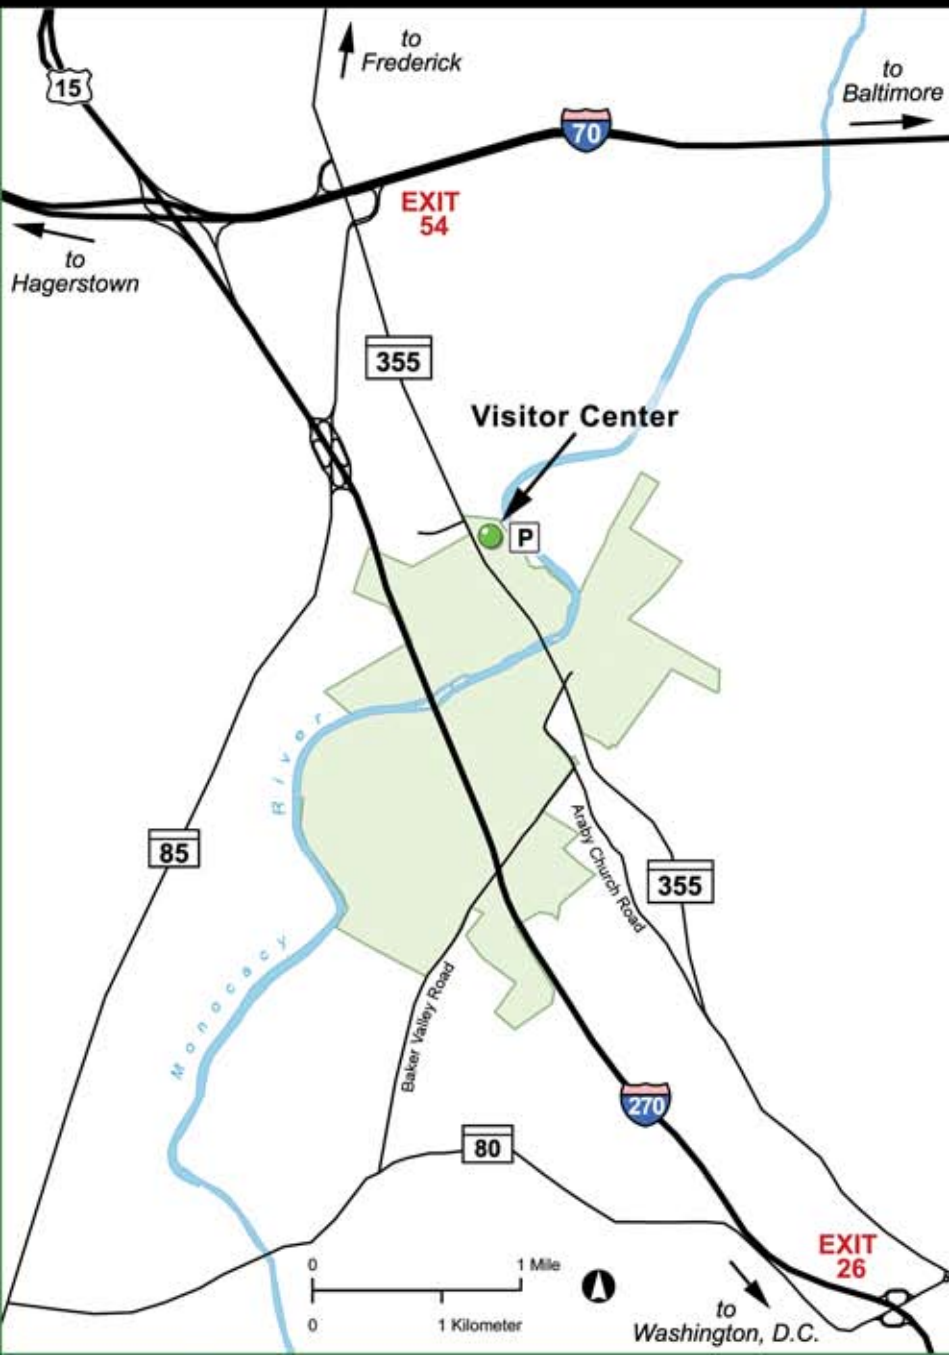 to
Frederick
15
to
Baltimore
70
EXIT
54
to
Hagerstown
355
Visitor Center
P
River
85
Araby Church Road
355
Monocacy
Baker Valley Road
270
80
EXIT
26
0
1 Mile
0
1 Kilometer
to
Washington, D.C.